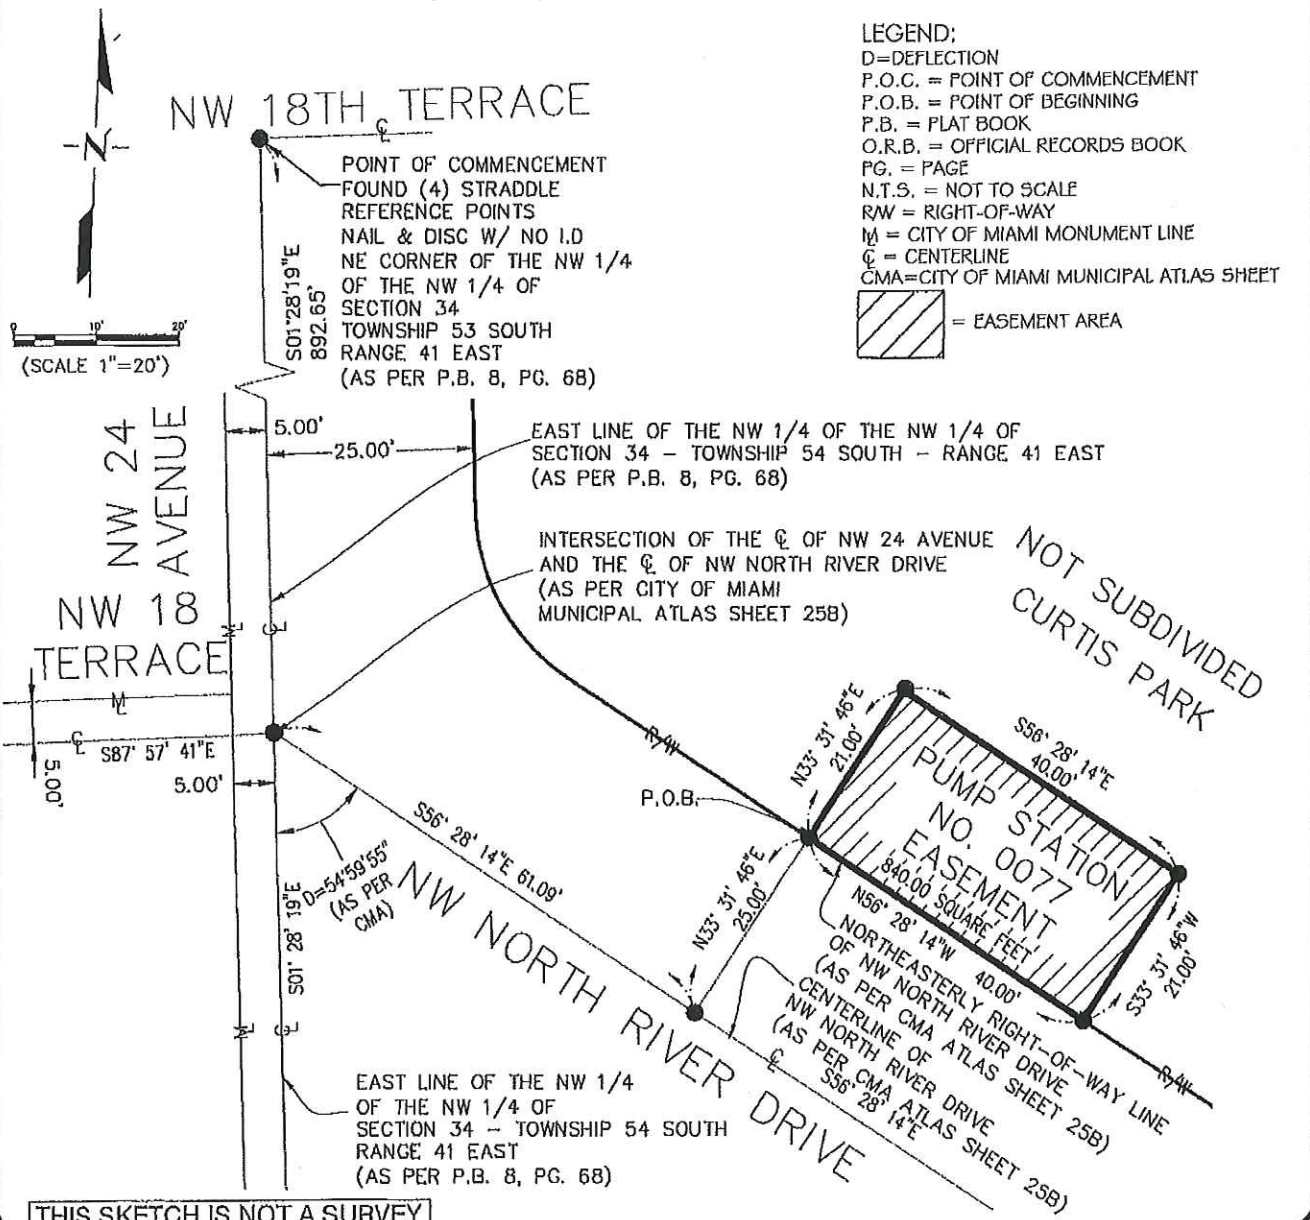 LEGEND:
D=DEFLECTION
P.O.C. = POINT OF COMMENCEMENT
P.O.B. = POINT OF BEGINNING
P.B. = PLAT BOOK
O.R.B. = OFFICIAL RECORDS BOOK
PG. = PAGE
N.T.S. = NOT TO SCALE
R/W = RIGHT-OF-WAY
M = CITY OF MIAMI MONUMENT LINE
℄ = CENTERLINE
CMA=CITY OF MIAMI MUNICIPAL ATLAS SHEET
= EASEMENT AREA
N
0 10' 20'
(SCALE 1"=20')
NW 18TH TERRACE
℄
POINT OF COMMENCEMENT
FOUND (4) STRADDLE
REFERENCE POINTS
NAIL & DISC W/ NO I.D
NE CORNER OF THE NW 1/4
OF THE NW 1/4 OF
SECTION 34
TOWNSHIP 53 SOUTH
RANGE 41 EAST
(AS PER P.B. 8, PG. 68)
S01°28'19"E
892.65'
NW 24
AVENUE
5.00'
25.00'
EAST LINE OF THE NW 1/4 OF THE NW 1/4 OF
SECTION 34 - TOWNSHIP 54 SOUTH - RANGE 41 EAST
(AS PER P.B. 8, PG. 68)
INTERSECTION OF THE ℄ OF NW 24 AVENUE
AND THE ℄ OF NW NORTH RIVER DRIVE
(AS PER CITY OF MIAMI
MUNICIPAL ATLAS SHEET 25B)
NOT SUBDIVIDED
CURTIS PARK
NW 18
TERRACE
M
℄
M
℄
S87° 57' 41"E
5.00'
5.00'
R/W
P.O.B.
N33° 31' 46"E
21.00'
S56° 28' 14"E
40.00'
PUMP STATION
NO. 0077
EASEMENT
840.00 SQUARE FEET
N56° 28' 14"W 40.00'
S33° 31' 46"W
21.00'
S56° 28' 14"E 61.09'
D=54°59'55"
(AS PER
CMA)
N33° 31' 46"E
25.00'
S01° 28' 19"E
NW NORTH RIVER DRIVE
NORTHEASTERLY RIGHT-OF-WAY LINE
OF NW NORTH RIVER DRIVE
(AS PER CMA ATLAS SHEET 25B)
CENTERLINE OF
NW NORTH RIVER DRIVE
(AS PER CMA ATLAS SHEET 25B)
℄
S56° 28' 14"E
R/W
M
℄
EAST LINE OF THE NW 1/4
OF THE NW 1/4 OF
SECTION 34 - TOWNSHIP 54 SOUTH
RANGE 41 EAST
(AS PER P.B. 8, PG. 68)
THIS SKETCH IS NOT A SURVEY